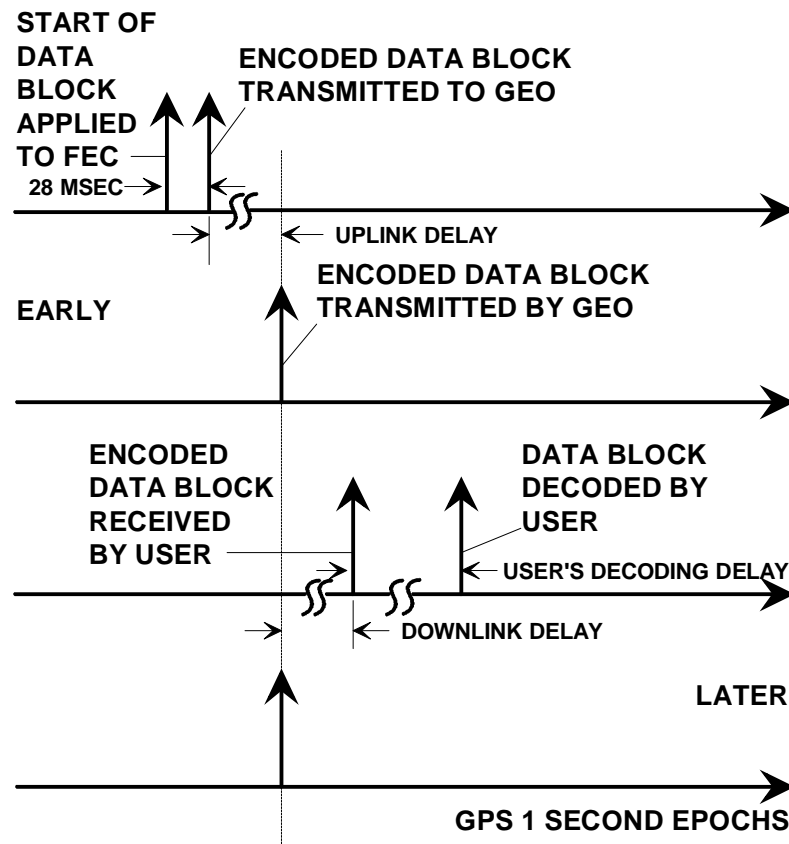 START OF
DATA
BLOCK
APPLIED
TO FEC
ENCODED DATA BLOCK
TRANSMITTED TO GEO
28 MSEC
UPLINK DELAY
ENCODED DATA BLOCK
TRANSMITTED BY GEO
EARLY
ENCODED
DATA BLOCK
RECEIVED
BY USER
DATA BLOCK
DECODED BY
USER
USER'S DECODING DELAY
DOWNLINK DELAY
LATER
GPS 1 SECOND EPOCHS